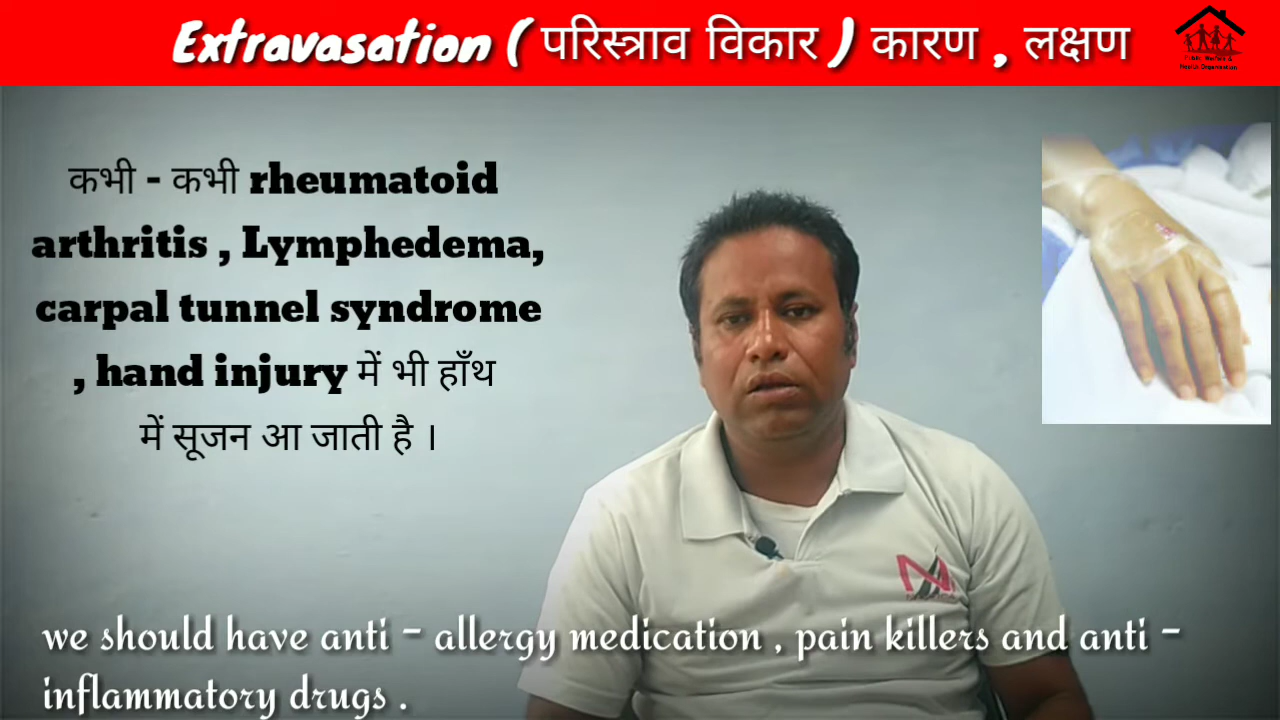 Extravasation ( परिस्त्राव विकार ) कारण , लक्षण
कभी - कभी rheumatoid
arthritis , Lymphedema,
carpal tunnel syndrome
, hand injury में भी हाँथ
में सूजन आ जाती है ।
N
we should have anti - allergy medication , pain killers and anti -
inflammatory drugs .